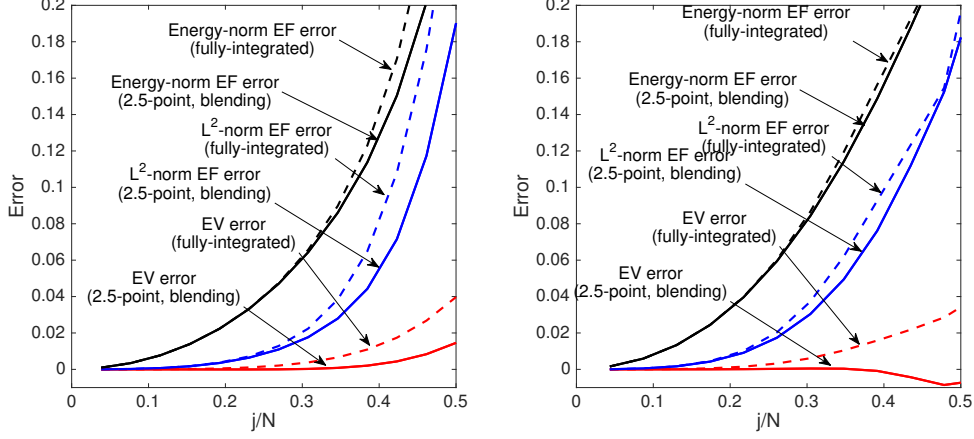 0.2
0.18
0.16
0.14
0.12
0.1
0.08
0.06
0.04
0.02
0
Error
Energy-norm EF error
(fully-integrated)
Energy-norm EF error
(2.5-point, blending)
L²-norm EF error
(fully-integrated)
L²-norm EF error
(2.5-point, blending)
EV error
(fully-integrated)
EV error
(2.5-point, blending)
0 0.1 0.2 0.3 0.4 0.5
j/N
0.2
0.18
0.16
0.14
0.12
0.1
0.08
0.06
0.04
0.02
0
Error
Energy-norm EF error
(fully-integrated)
Energy-norm EF error
(2.5-point, blending)
L²-norm EF error
(fully-integrated)
L²-norm EF error
(2.5-point, blending)
EV error
(fully-integrated)
EV error
(2.5-point, blending)
0 0.1 0.2 0.3 0.4 0.5
j/N